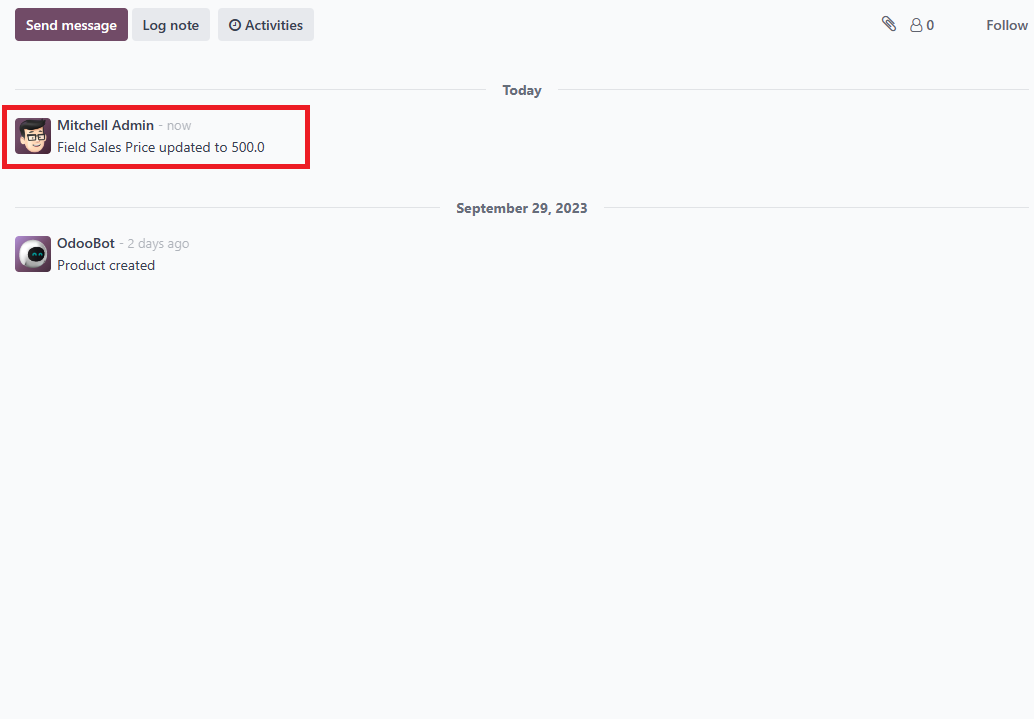 Send message Log note Activities 0 Follow
Today
Mitchell Admin - now
Field Sales Price updated to 500.0
September 29, 2023
OdooBot - 2 days ago
Product created